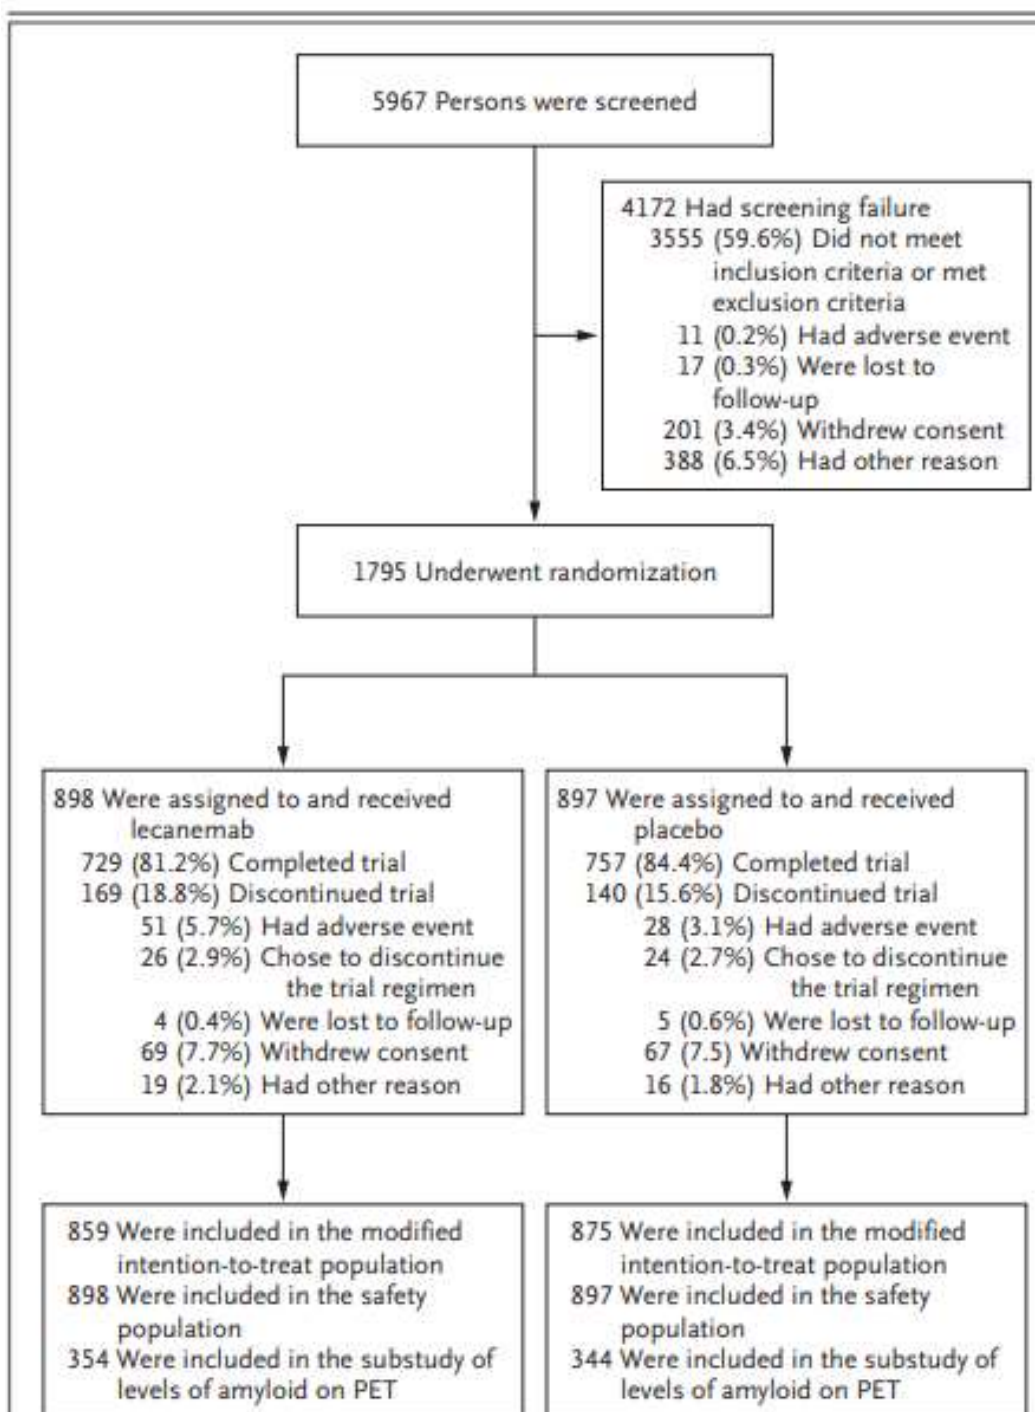 5967 Persons were screened
4172 Had screening failure
3555 (59.6%) Did not meet
inclusion criteria or met
exclusion criteria
11 (0.2%) Had adverse event
17 (0.3%) Were lost to
follow-up
201 (3.4%) Withdrew consent
388 (6.5%) Had other reason
1795 Underwent randomization
898 Were assigned to and received
lecanemab
729 (81.2%) Completed trial
169 (18.8%) Discontinued trial
51 (5.7%) Had adverse event
26 (2.9%) Chose to discontinue
the trial regimen
4 (0.4%) Were lost to follow-up
69 (7.7%) Withdrew consent
19 (2.1%) Had other reason
897 Were assigned to and received
placebo
757 (84.4%) Completed trial
140 (15.6%) Discontinued trial
28 (3.1%) Had adverse event
24 (2.7%) Chose to discontinue
the trial regimen
5 (0.6%) Were lost to follow-up
67 (7.5) Withdrew consent
16 (1.8%) Had other reason
859 Were included in the modified
intention-to-treat population
898 Were included in the safety
population
354 Were included in the substudy of
levels of amyloid on PET
875 Were included in the modified
intention-to-treat population
897 Were included in the safety
population
344 Were included in the substudy of
levels of amyloid on PET